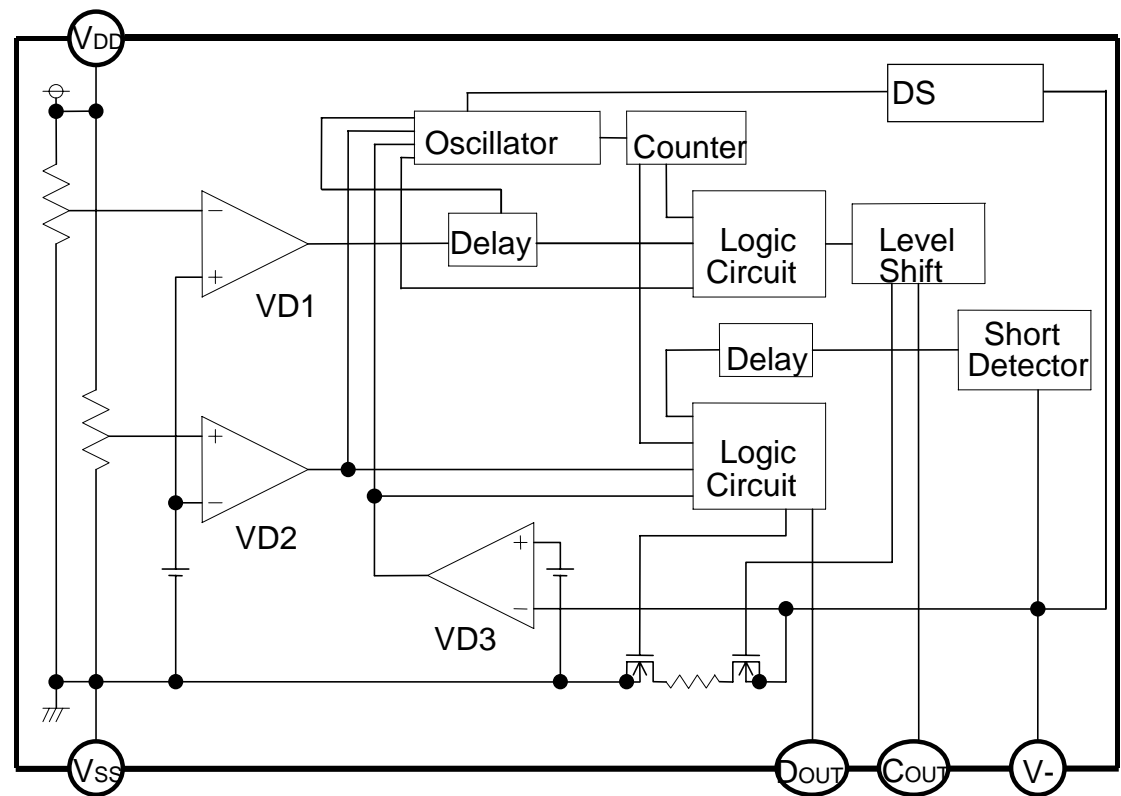 VDD
DS
Oscillator
Counter
Delay
Logic
Circuit
Level
Shift
−
+
VD1
Short
Detector
Delay
+
−
VD2
Logic
Circuit
+
−
VD3
VSS
DOUT
COUT
V-